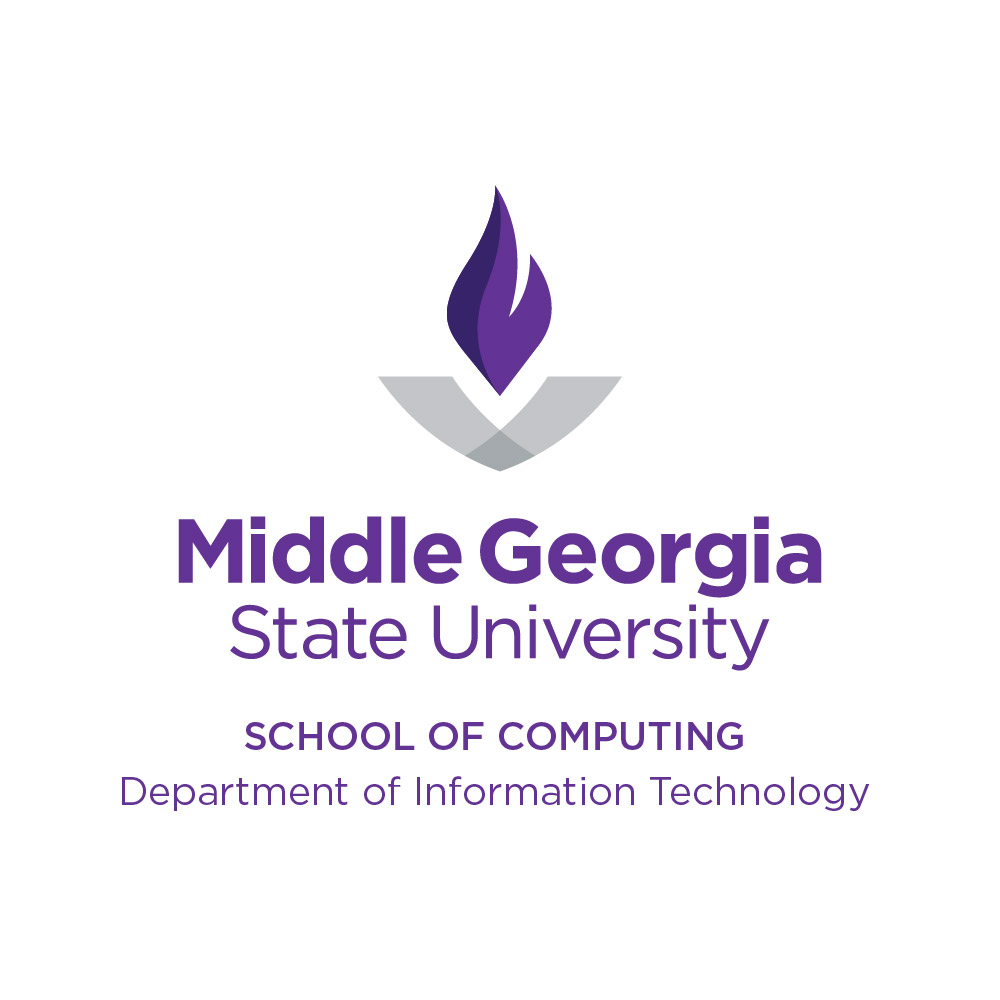 Middle Georgia
State University
SCHOOL OF COMPUTING
Department of Information Technology